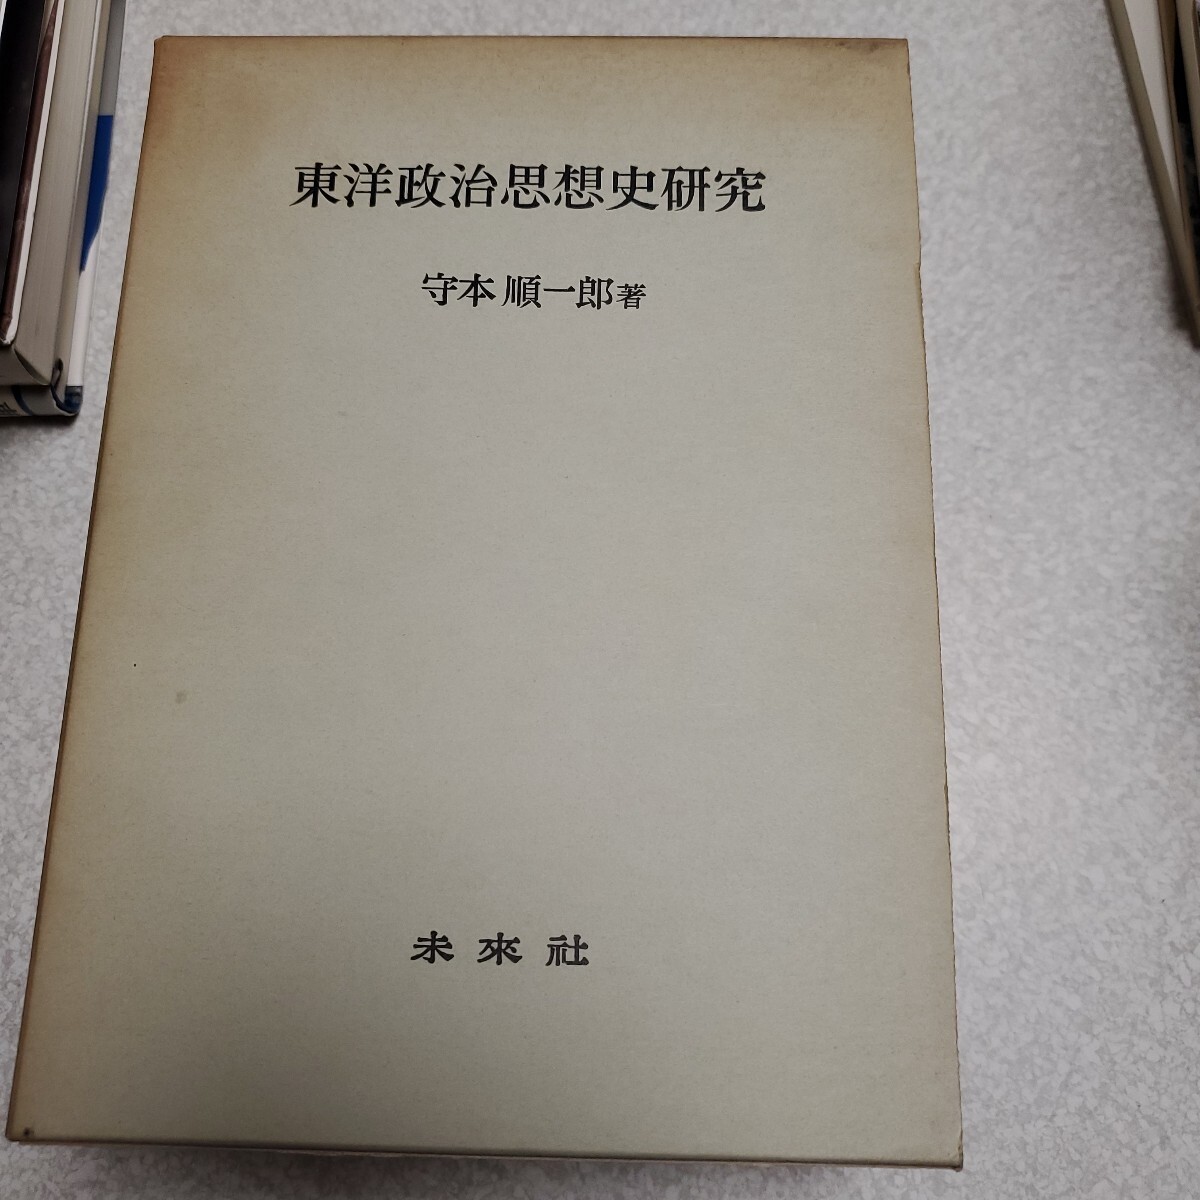 東洋政治思想史研究
守本順一郎著
未來社